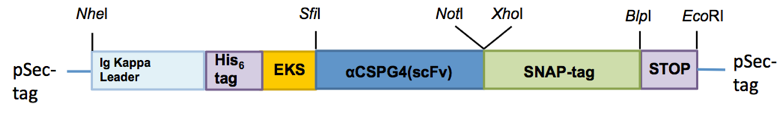 NheI SfiI NotI XhoI BlpI EcoRI
pSec-
tag
Ig Kappa
Leader
His6
tag
EKS
αCSPG4(scFv)
SNAP-tag
STOP
pSec-
tag